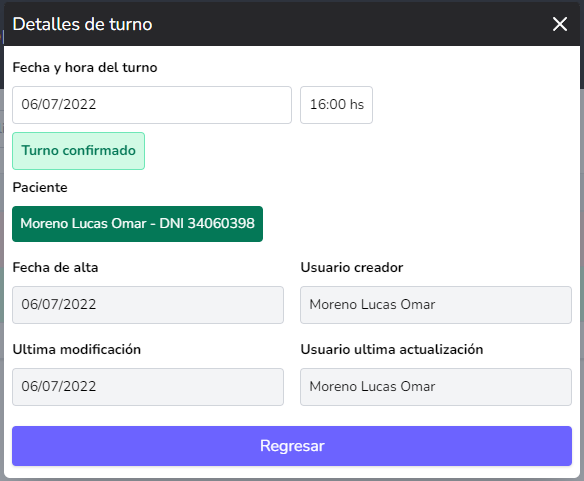 Detalles de turno
Fecha y hora del turno
06/07/2022 16:00 hs
Turno confirmado
Paciente
Moreno Lucas Omar - DNI 34060398
Fecha de alta Usuario creador
06/07/2022 Moreno Lucas Omar
Ultima modificación Usuario ultima actualización
06/07/2022 Moreno Lucas Omar
Regresar